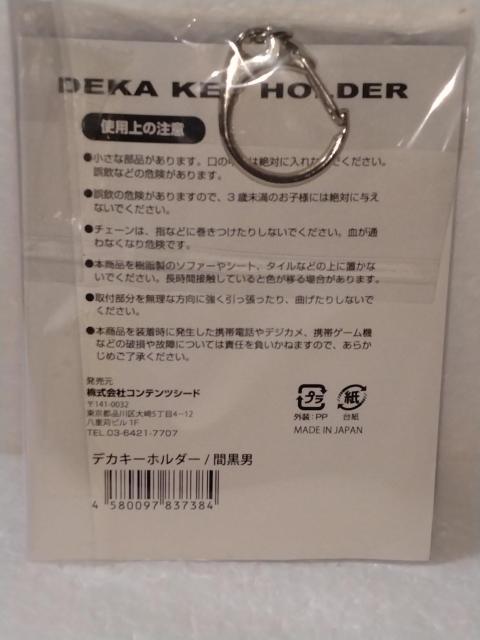 DEKA KEY HOLDER
使用上の注意
●小さな部品があります。口の中には絶対に入れないでください。
誤飲などの危険があります。
●誤飲の危険がありますので、3歳未満のお子様には絶対に与え
ないでください。
●チェーンは、指などに巻きつけたりしないでください。血が通
わなくなり危険です。
●本商品を樹脂製のソファーやシート、タイルなどの上に置かな
いでください。長時間接触していると色が移る場合があります。
●取付部分を無理な方向に強く引っ張ったり、曲げたりしないで
ください。
●本商品を装着時に発生した携帯電話やデジカメ、携帯ゲーム機
などの破損や故障については責任を負いかねますので、あらか
じめご了承ください。
発売元
株式会社コンテンツシード
〒141-0032
東京都品川区大崎5丁目4-12
八重苅ビル1F
TEL.03-6421-7707
プラ
外装:PP
紙
台紙
MADE IN JAPAN
デカキーホルダー/間黒男
4 580097 837384